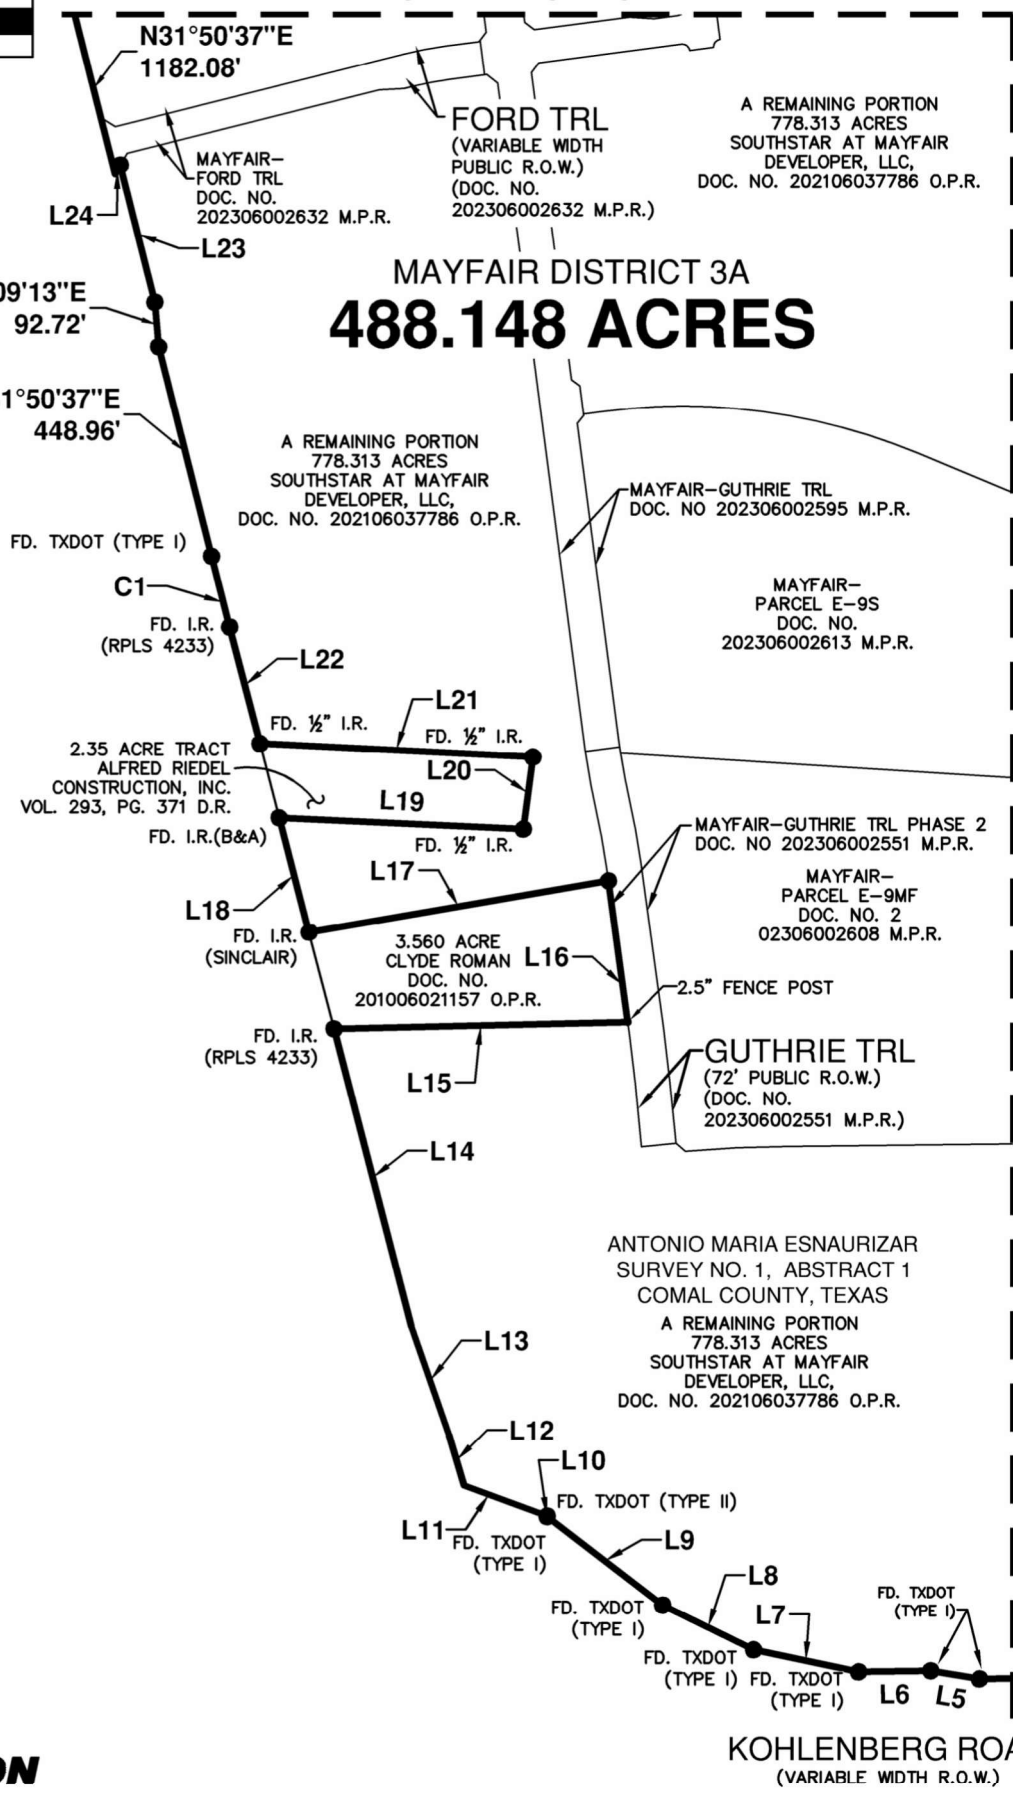 N31°50'37"E
1182.08'
FORD TRL
(VARIABLE WIDTH
PUBLIC R.O.W.)
(DOC. NO.
202306002632 M.P.R.)
A REMAINING PORTION
778.313 ACRES
SOUTHSTAR AT MAYFAIR
DEVELOPER, LLC,
DOC. NO. 202106037786 O.P.R.
MAYFAIR-
FORD TRL
DOC. NO.
202306002632 M.P.R.
L24
L23
MAYFAIR DISTRICT 3A
488.148 ACRES
09'13"E
92.72'
1°50'37"E
448.96'
A REMAINING PORTION
778.313 ACRES
SOUTHSTAR AT MAYFAIR
DEVELOPER, LLC,
DOC. NO. 202106037786 O.P.R.
MAYFAIR-GUTHRIE TRL
DOC. NO 202306002595 M.P.R.
FD. TXDOT (TYPE I)
C1
FD. I.R.
(RPLS 4233)
MAYFAIR-
PARCEL E-9S
DOC. NO.
202306002613 M.P.R.
L22
L21
FD. ½" I.R.
FD. ½" I.R.
2.35 ACRE TRACT
ALFRED RIEDEL
CONSTRUCTION, INC.
VOL. 293, PG. 371 D.R.
L20
L19
FD. I.R.(B&A)
FD. ½" I.R.
MAYFAIR-GUTHRIE TRL PHASE 2
DOC. NO 202306002551 M.P.R.
L17
MAYFAIR-
PARCEL E-9MF
DOC. NO. 2
02306002608 M.P.R.
L18
FD. I.R.
(SINCLAIR)
3.560 ACRE
CLYDE ROMAN
DOC. NO.
201006021157 O.P.R.
L16
2.5" FENCE POST
FD. I.R.
(RPLS 4233)
L15
GUTHRIE TRL
(72' PUBLIC R.O.W.)
(DOC. NO.
202306002551 M.P.R.)
L14
ANTONIO MARIA ESNAURIZAR
SURVEY NO. 1, ABSTRACT 1
COMAL COUNTY, TEXAS
A REMAINING PORTION
778.313 ACRES
SOUTHSTAR AT MAYFAIR
DEVELOPER, LLC,
DOC. NO. 202106037786 O.P.R.
L13
L12
L10
FD. TXDOT (TYPE II)
L11
FD. TXDOT
(TYPE I)
L9
L8
FD. TXDOT
(TYPE I)
L7
FD. TXDOT
(TYPE I)
FD. TXDOT
(TYPE I)
FD. TXDOT
(TYPE I)
L6
L5
KOHLENBERG ROA
(VARIABLE WIDTH R.O.W.)
ON